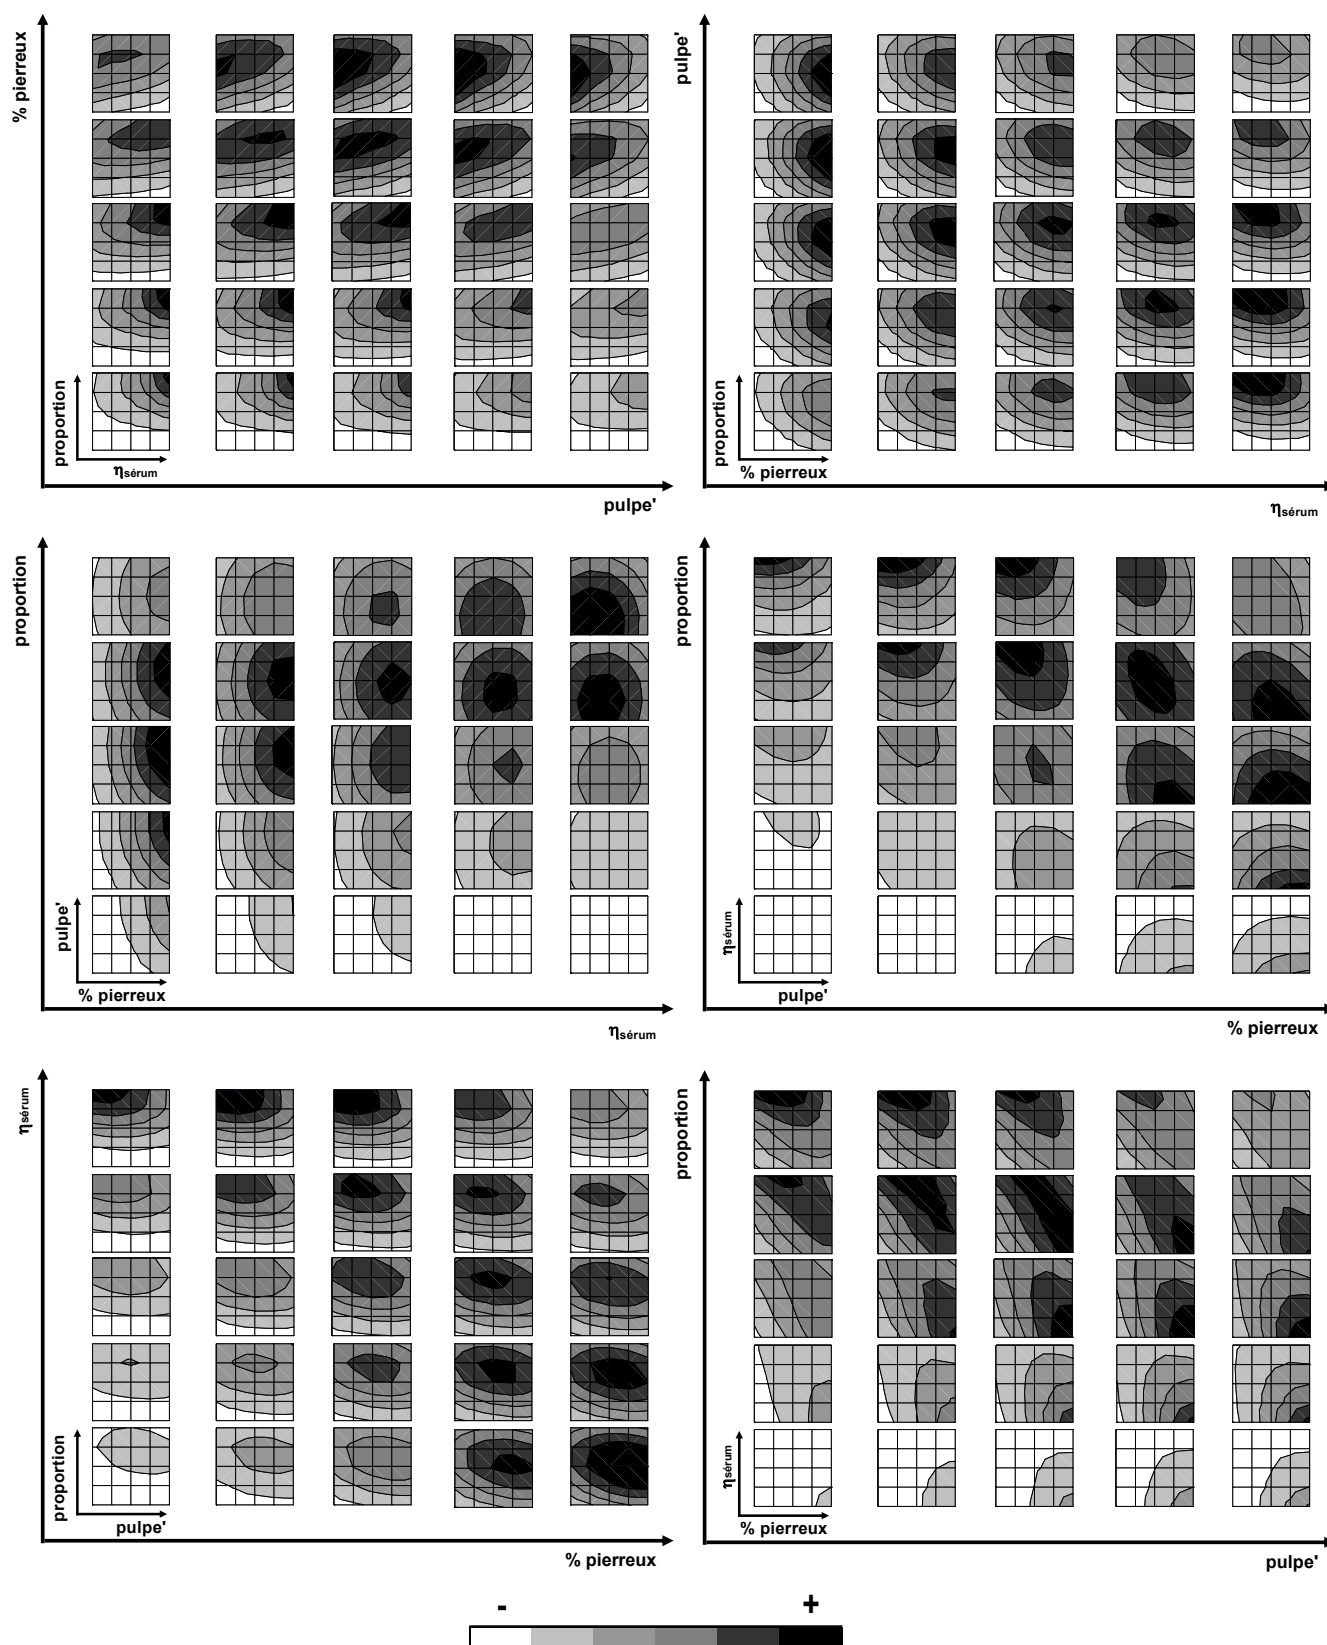 % pierreux
proportion
ηsérum
pulpe'
pulpe'
proportion
% pierreux
ηsérum
proportion
pulpe'
% pierreux
ηsérum
proportion
ηsérum
pulpe'
% pierreux
ηsérum
proportion
pulpe'
% pierreux
proportion
ηsérum
% pierreux
pulpe'
- +